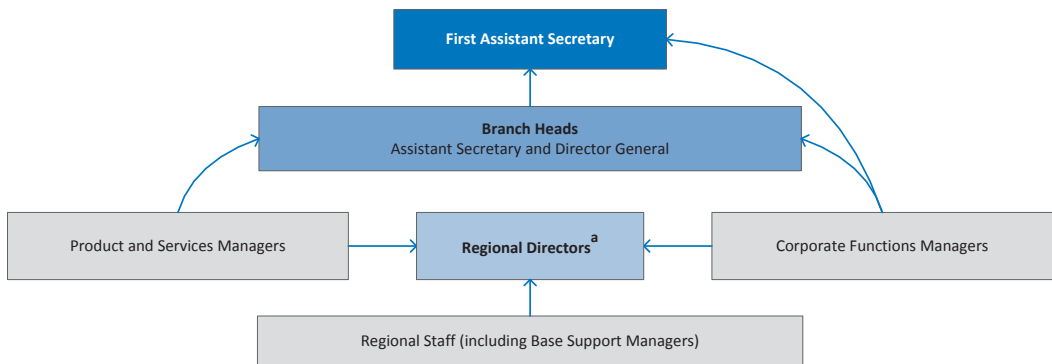 First Assistant Secretary
Branch Heads
Assistant Secretary and Director General
Product and Services Managers
Regional Directorsᵃ
Corporate Functions Managers
Regional Staff (including Base Support Managers)